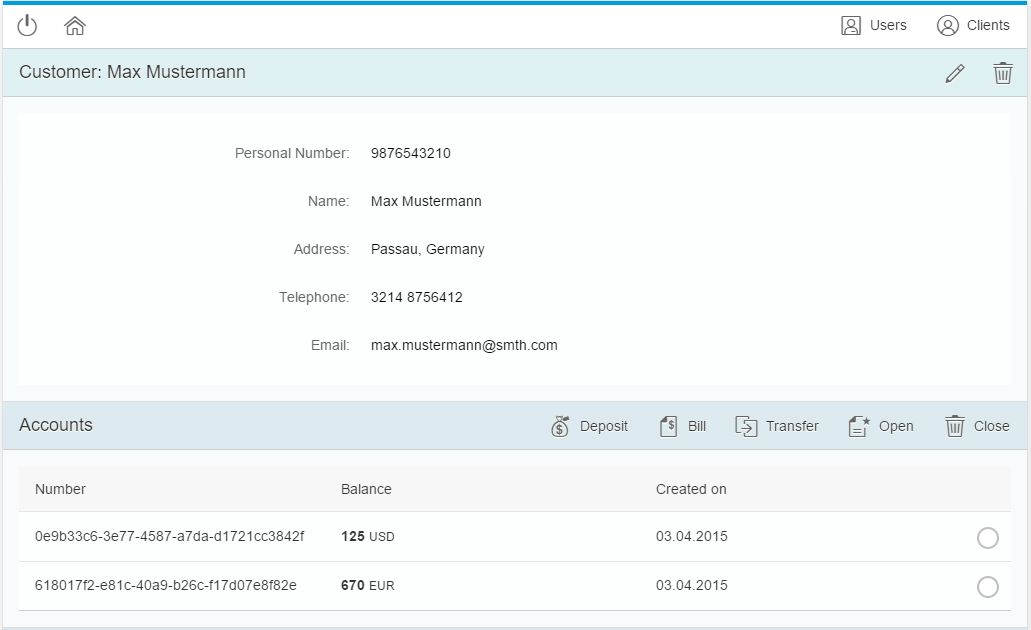 Users Clients
Customer: Max Mustermann
Personal Number: 9876543210
Name: Max Mustermann
Address: Passau, Germany
Telephone: 3214 8756412
Email: max.mustermann@smth.com
Accounts Deposit Bill Transfer Open Close
Number Balance Created on
0e9b33c6-3e77-4587-a7da-d1721cc3842f 125 USD 03.04.2015
618017f2-e81c-40a9-b26c-f17d07e8f82e 670 EUR 03.04.2015